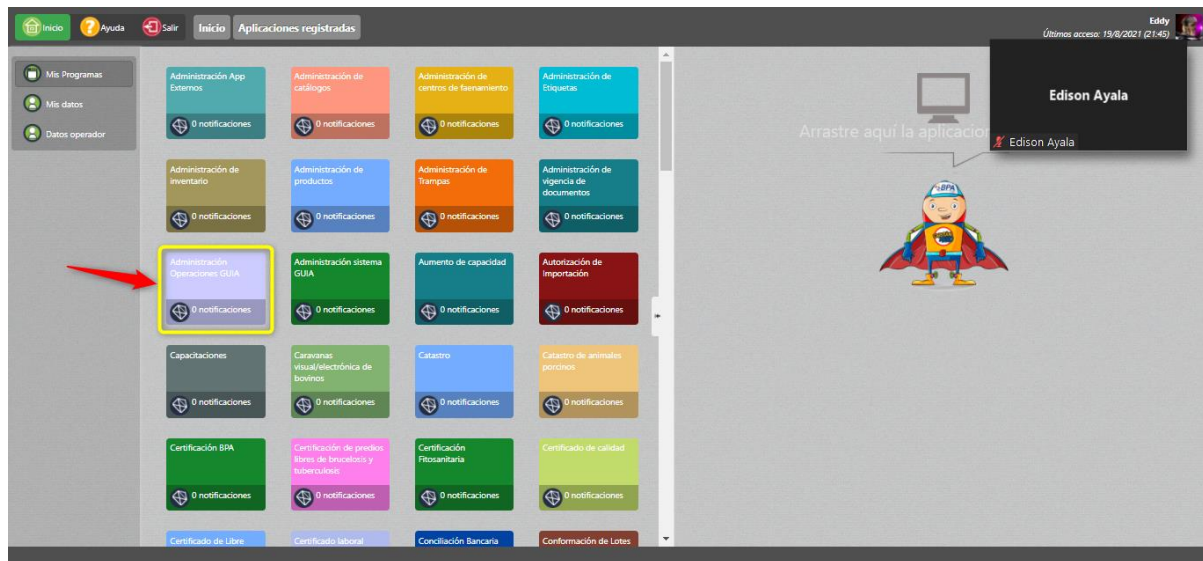 Inicio
Ayuda
Salir
Inicio
Aplicaciones registradas
Eddy
Últimos acceso: 19/8/2021 (21:45)
Mis Programas
Mis datos
Datos operador
Administración App
Externos
0 notificaciones
Administración de
catálogos
0 notificaciones
Administración de
centros de faenamiento
0 notificaciones
Administración de
Etiquetas
0 notificaciones
Administración de
inventario
0 notificaciones
Administración de
productos
0 notificaciones
Administración de
Trampas
0 notificaciones
Administración de
vigencia de
documentos
0 notificaciones
Administración
Operaciones GUIA
0 notificaciones
Administración sistema
GUIA
0 notificaciones
Aumento de capacidad
0 notificaciones
Autorización de
Importación
0 notificaciones
Capacitaciones
0 notificaciones
Caravanas
visual/electrónica de
bovinos
0 notificaciones
Catastro
0 notificaciones
Catastro de animales
porcinos
0 notificaciones
Certificación BPA
0 notificaciones
Certificación de predios
libres de brucelosis y
tuberculosis
0 notificaciones
Certificación
Fitosanitaria
0 notificaciones
Certificado de calidad
0 notificaciones
Certificado de Libre
Certificado laboral
Conciliación Bancaria
Conformación de Lotes
Arrastre aquí la aplicacion
Edison Ayala
Edison Ayala
BPA